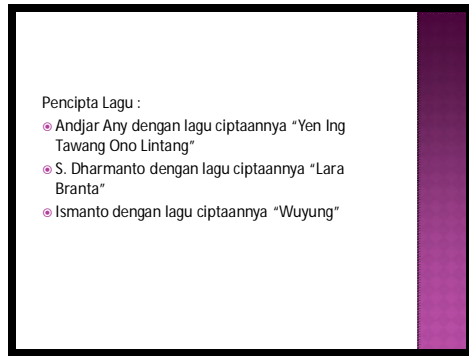 Pencipta Lagu :
Andjar Any dengan lagu ciptaannya “Yen Ing
Tawang Ono Lintang”
S. Dharmanto dengan lagu ciptaannya “Lara
Branta”
Ismanto dengan lagu ciptaannya “Wuyung”